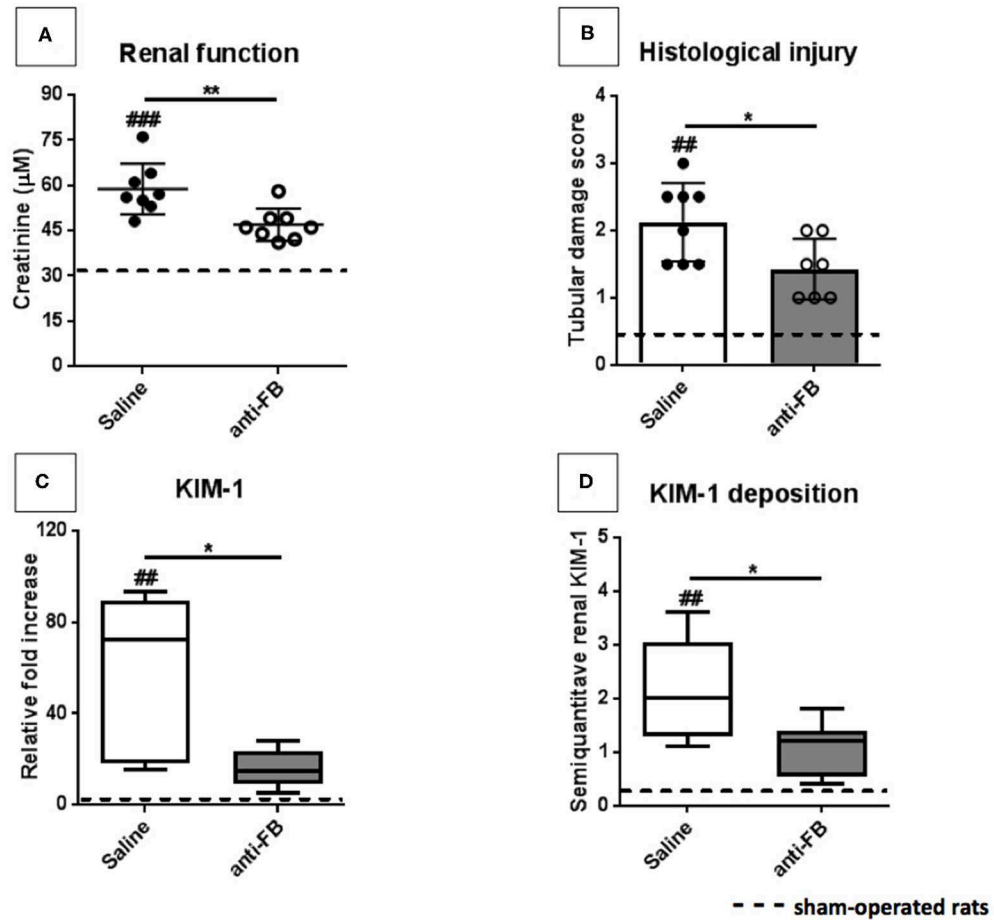 A
Renal function
Creatinine (µM)
90
75
60
45
30
15
0
###
**
Saline
anti-FB
B
Histological injury
Tubular damage score
4
3
2
1
0
##
*
Saline
anti-FB
C
KIM-1
Relative fold increase
120
80
40
0
##
*
Saline
anti-FB
D
KIM-1 deposition
Semiquantitave renal KIM-1
5
4
3
2
1
0
##
*
Saline
anti-FB
sham-operated rats